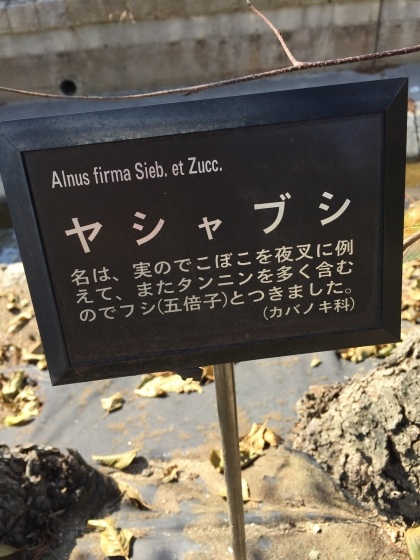 Alnus firma Sieb. et Zucc.
ヤシャブシ
名は、実のでこぼこを夜叉に例
えて、またタンニンを多く含む
のでフシ(五倍子)とつきました。
(カバノキ科)